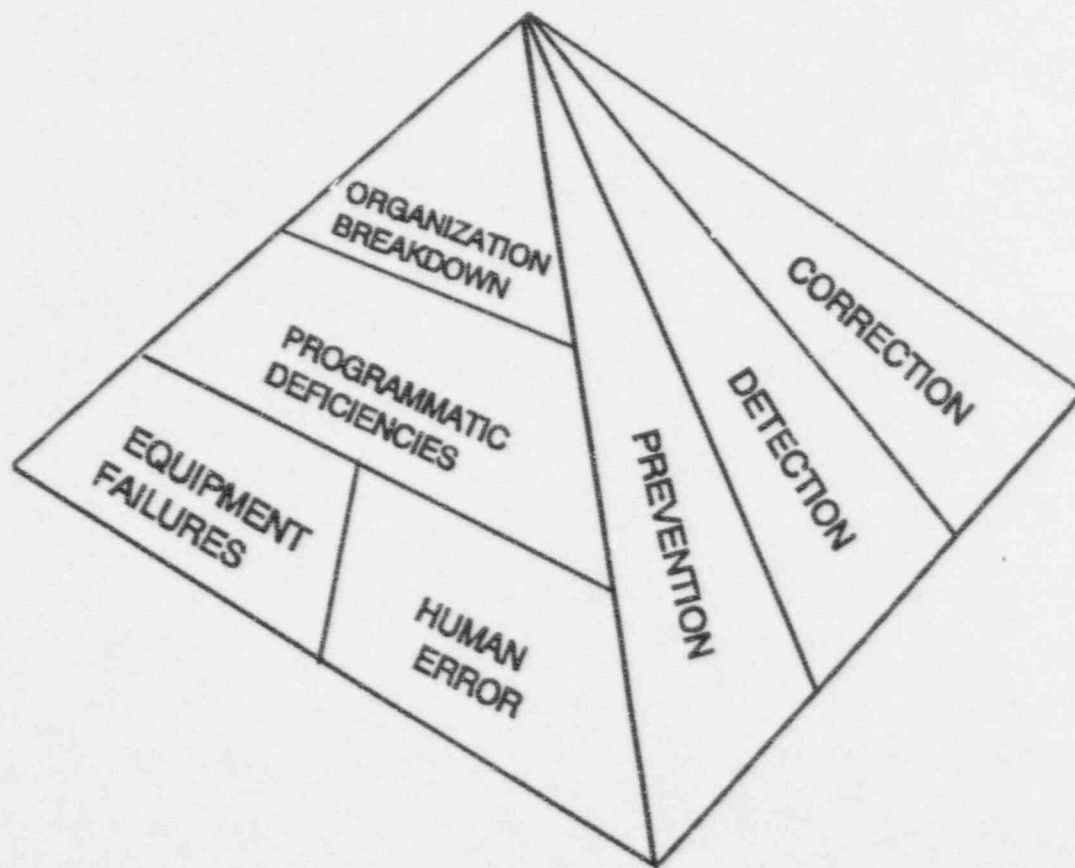 ORGANIZATION
BREAKDOWN
PROGRAMMATIC
DEFICIENCIES
EQUIPMENT
FAILURES
HUMAN
ERROR
PREVENTION
DETECTION
CORRECTION